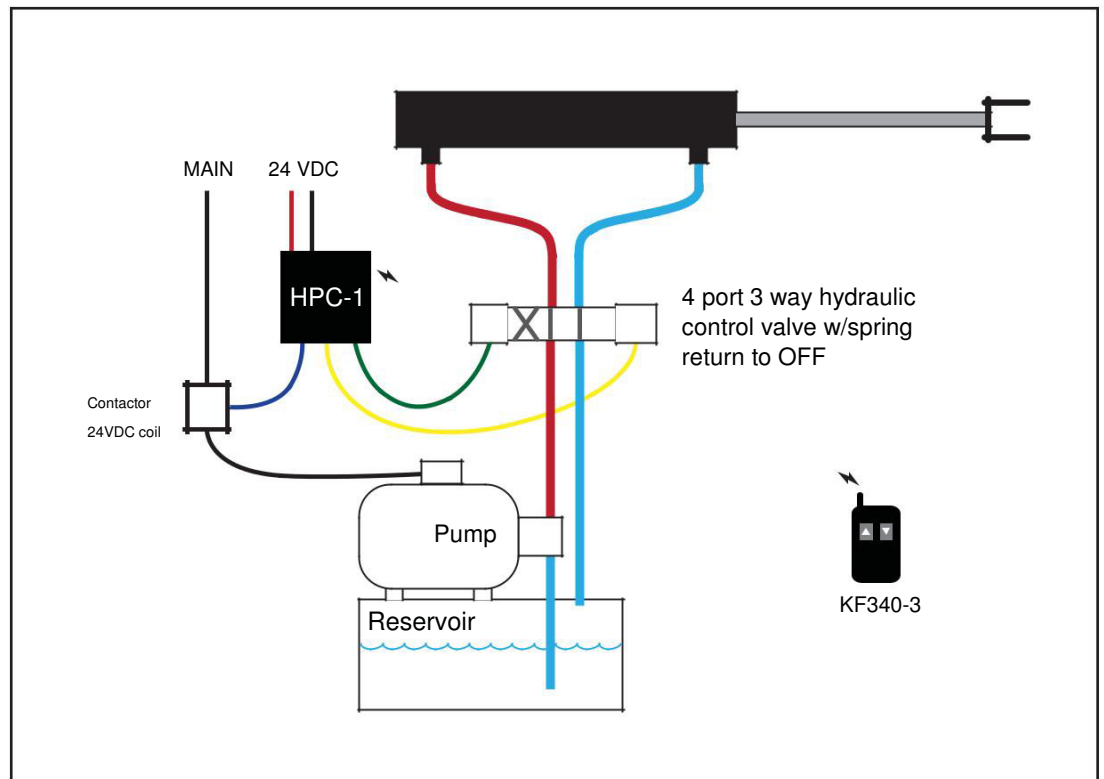 MAIN
24 VDC
HPC-1
4 port 3 way hydraulic
control valve w/spring
return to OFF
Contactor
24VDC coil
Pump
Reservoir
KF340-3